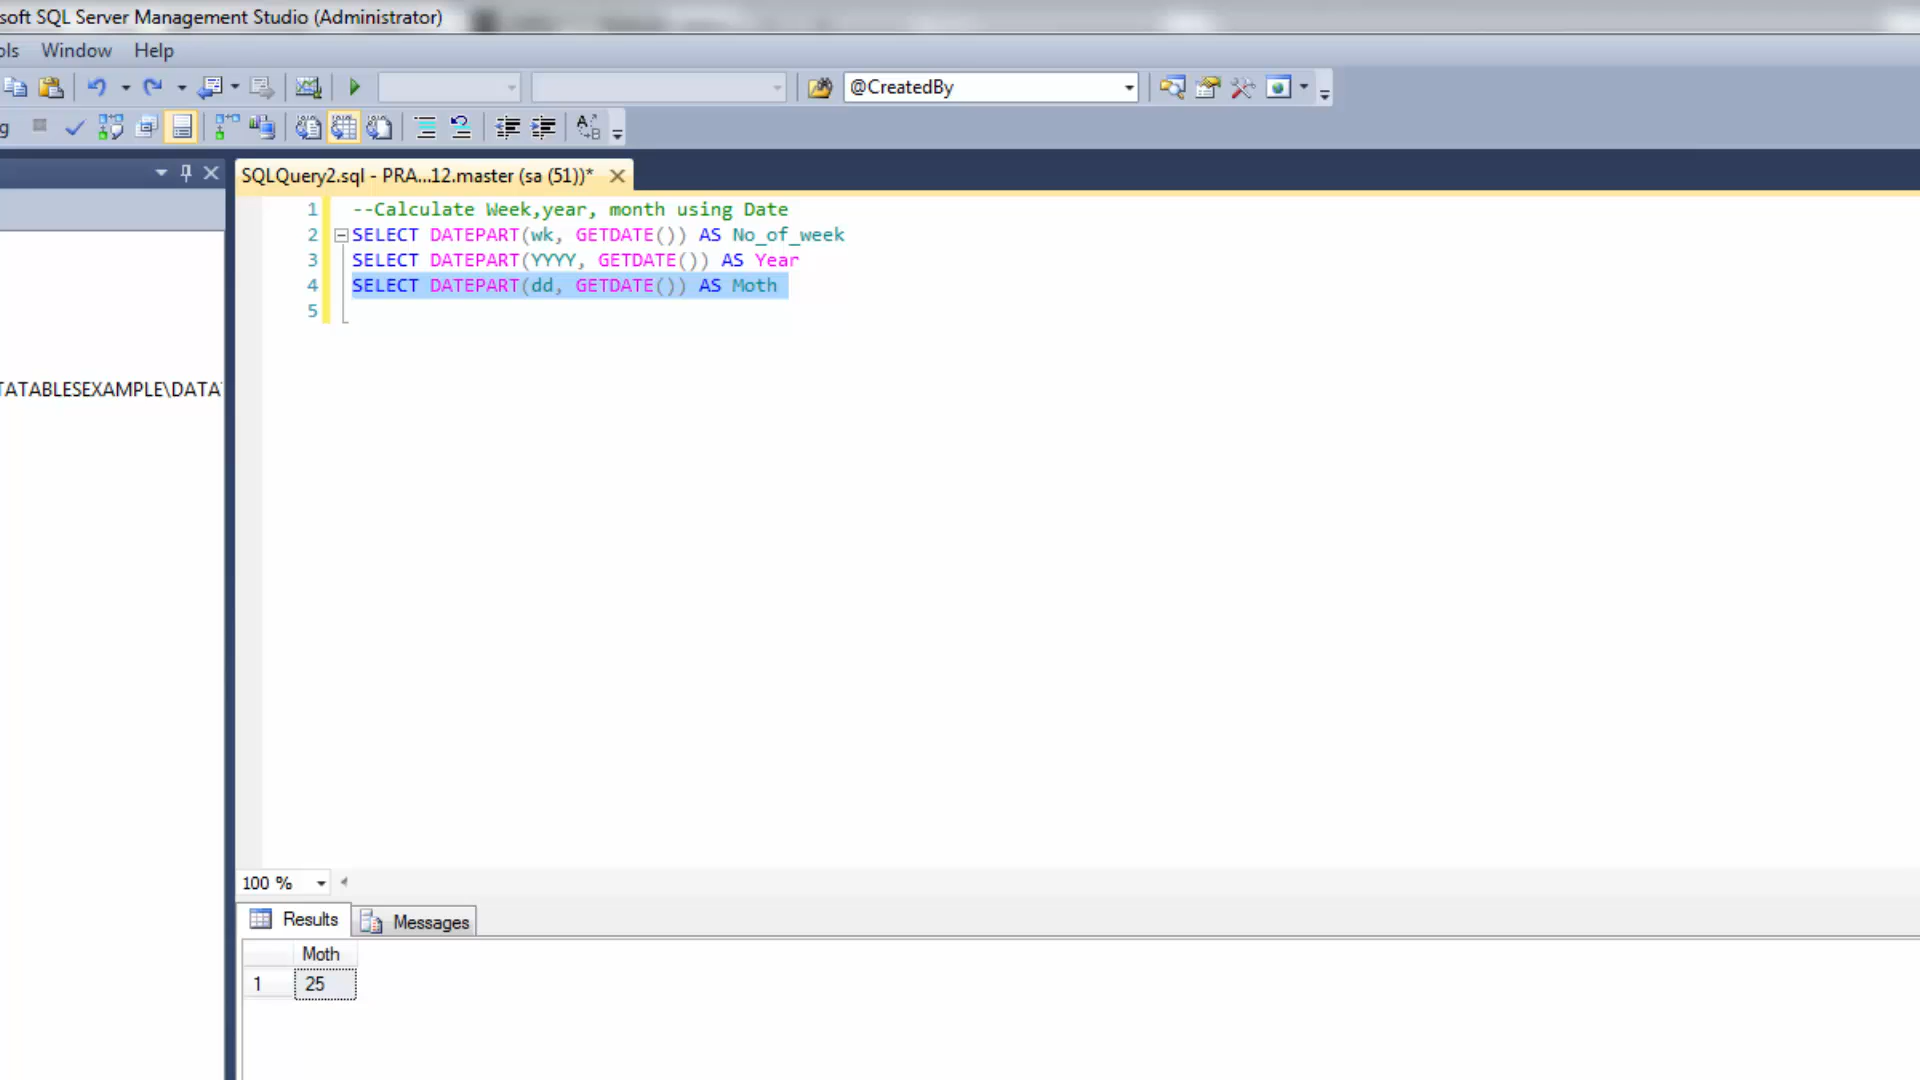 soft SQL Server Management Studio (Administrator)
ols Window Help
@CreatedBy
g
SQLQuery2.sql - PRA...12.master (sa (51))*
1 --Calculate Week,year, month using Date
2 SELECT DATEPART(wk, GETDATE()) AS No_of_week
3 SELECT DATEPART(YYYY, GETDATE()) AS Year
4 SELECT DATEPART(dd, GETDATE()) AS Moth
5
TATABLESEXAMPLE\DATA
100 %
Results Messages
Moth
1 25